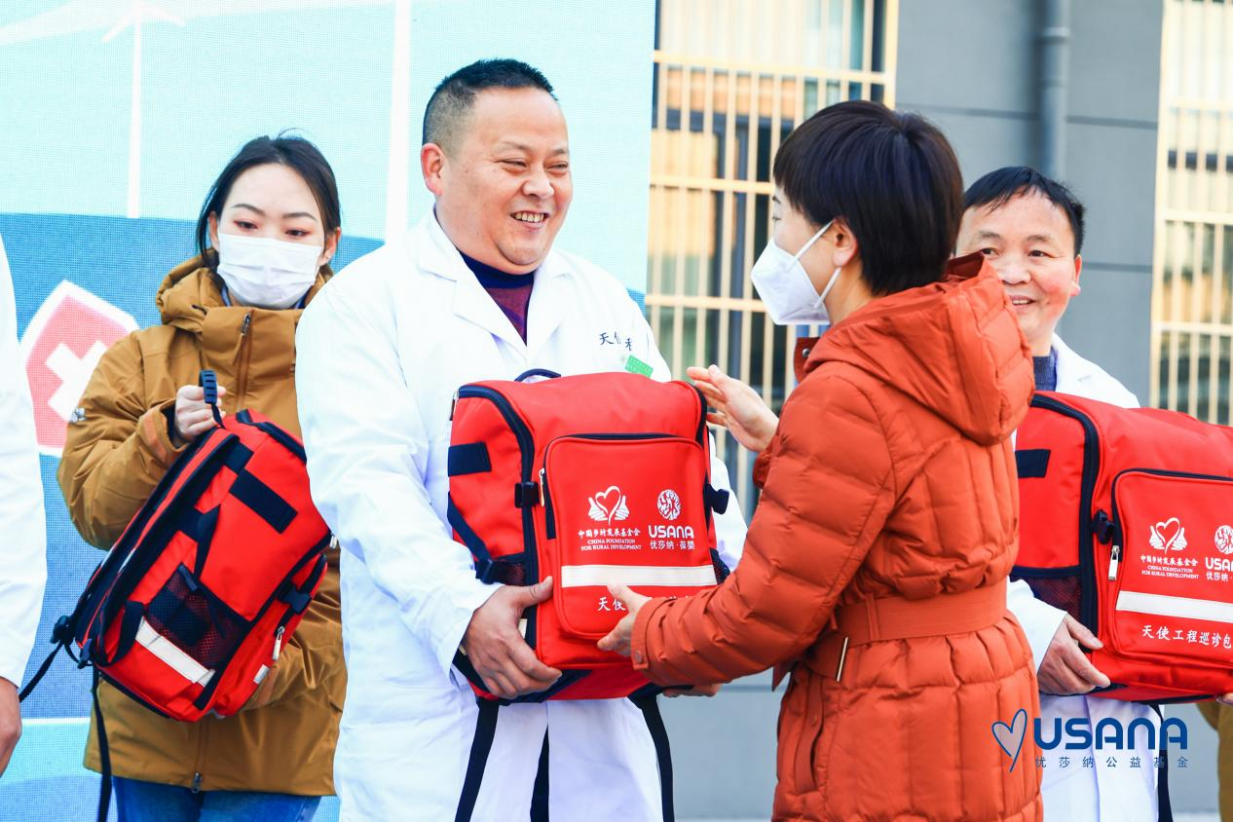 天
中国乡村发展基金会
CHINA FOUNDATION
FOR RURAL DEVELOPMENT
USANA
优莎纳·葆婴
天使
中国乡村发展基金会
CHINA FOUNDATION
FOR RURAL DEVELOPMENT
USANA
优莎纳
天使工程巡诊包
USANA
优莎纳公益基金